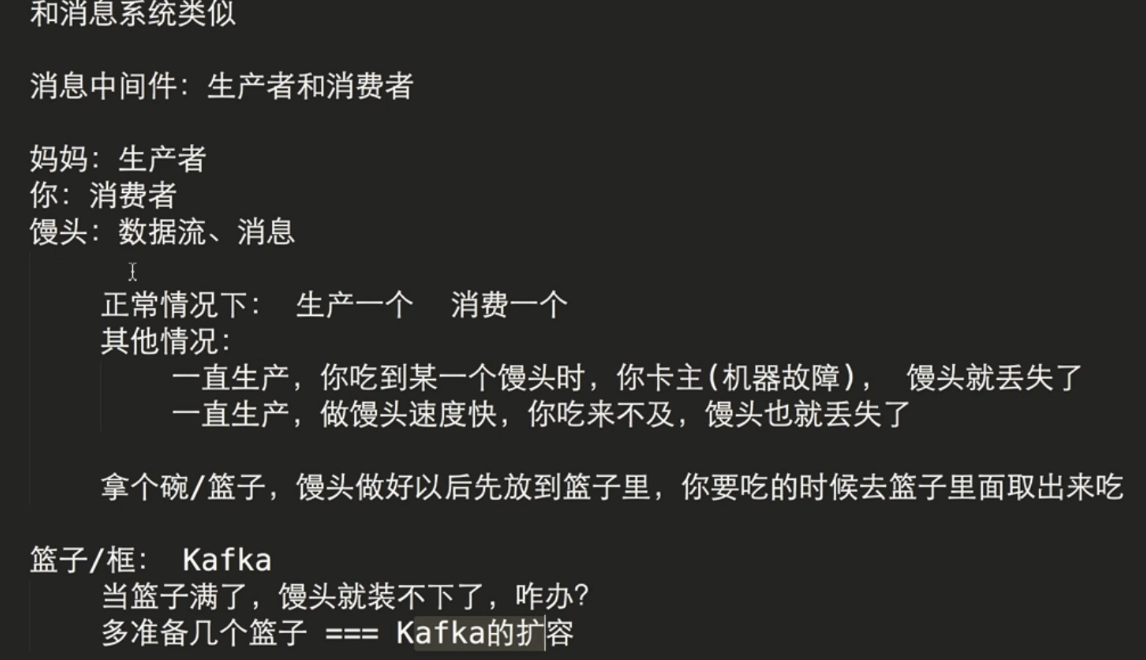 和消息系统类似
消息中间件：生产者和消费者
妈妈：生产者
你：消费者
馒头：数据流、消息
正常情况下： 生产一个 消费一个
其他情况：
一直生产，你吃到某一个馒头时，你卡主(机器故障)， 馒头就丢失了
一直生产，做馒头速度快，你吃来不及，馒头也就丢失了
拿个碗/篮子，馒头做好以后先放到篮子里，你要吃的时候去篮子里面取出来吃
篮子/框： Kafka
当篮子满了，馒头就装不下了，咋办？
多准备几个篮子 === Kafka的扩容